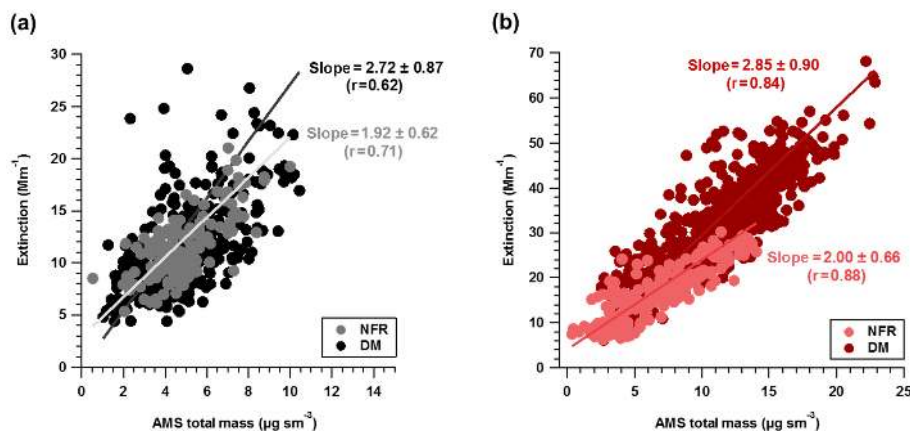 (a)
30
25
20
15
10
5
0
Extinction (Mm⁻¹)
Slope = 2.72 ± 0.87
(r=0.62)
Slope = 1.92 ± 0.62
(r=0.71)
NFR
DM
0 2 4 6 8 10 12 14
AMS total mass (µg sm⁻³)
(b)
70
60
50
40
30
20
10
0
Extinction (Mm⁻¹)
Slope = 2.85 ± 0.90
(r=0.84)
Slope = 2.00 ± 0.66
(r=0.88)
NFR
DM
0 5 10 15 20 25
AMS total mass (µg sm⁻³)